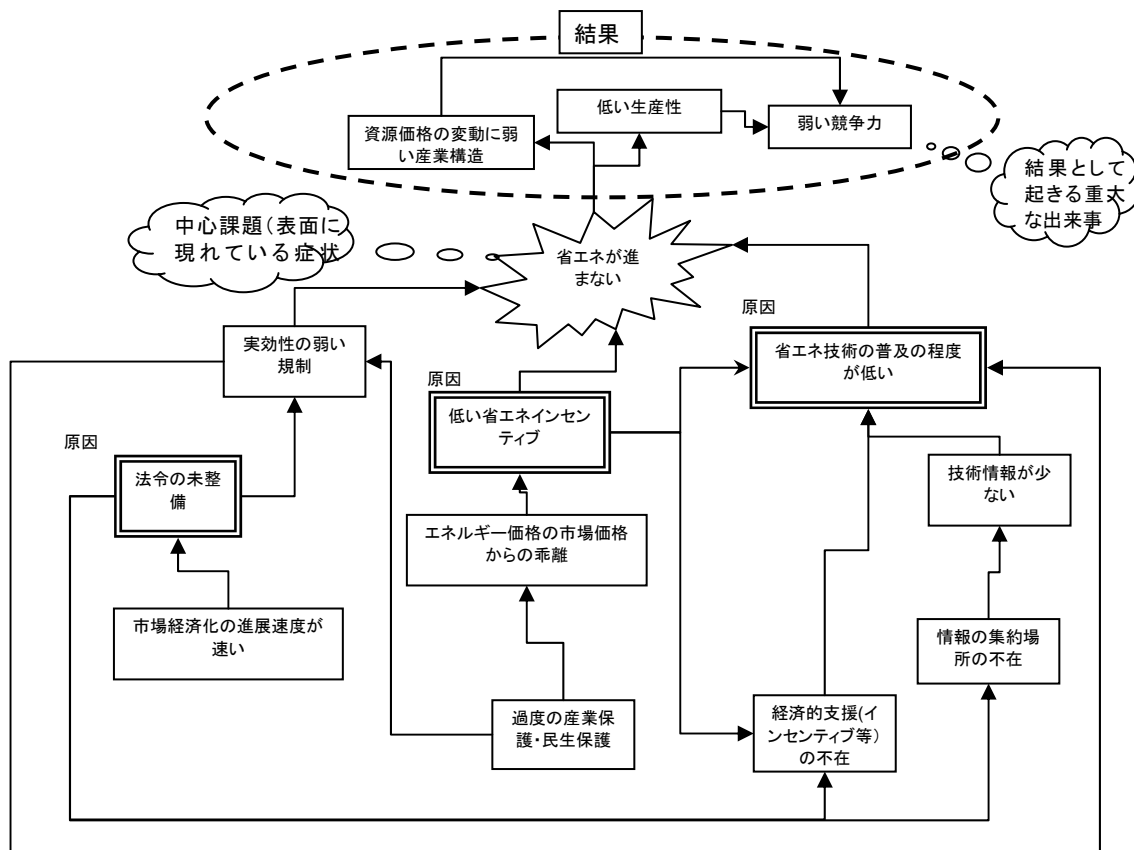 結果
低い生産性
弱い競争力
資源価格の変動に弱
い産業構造
結果として
起きる重大
な出来事
中心課題（表面に
現れている症状
省エネが進
まない
原因
実効性の弱い
規制
省エネ技術の普及の程度
が低い
原因
低い省エネインセン
ティブ
原因
法令の未整
備
技術情報が少
ない
エネルギー価格の市場価格
からの乖離
市場経済化の進展速度が
速い
情報の集約場
所の不在
過度の産業保
護・民生保護
経済的支援(イ
ンセンティブ等）
の不在